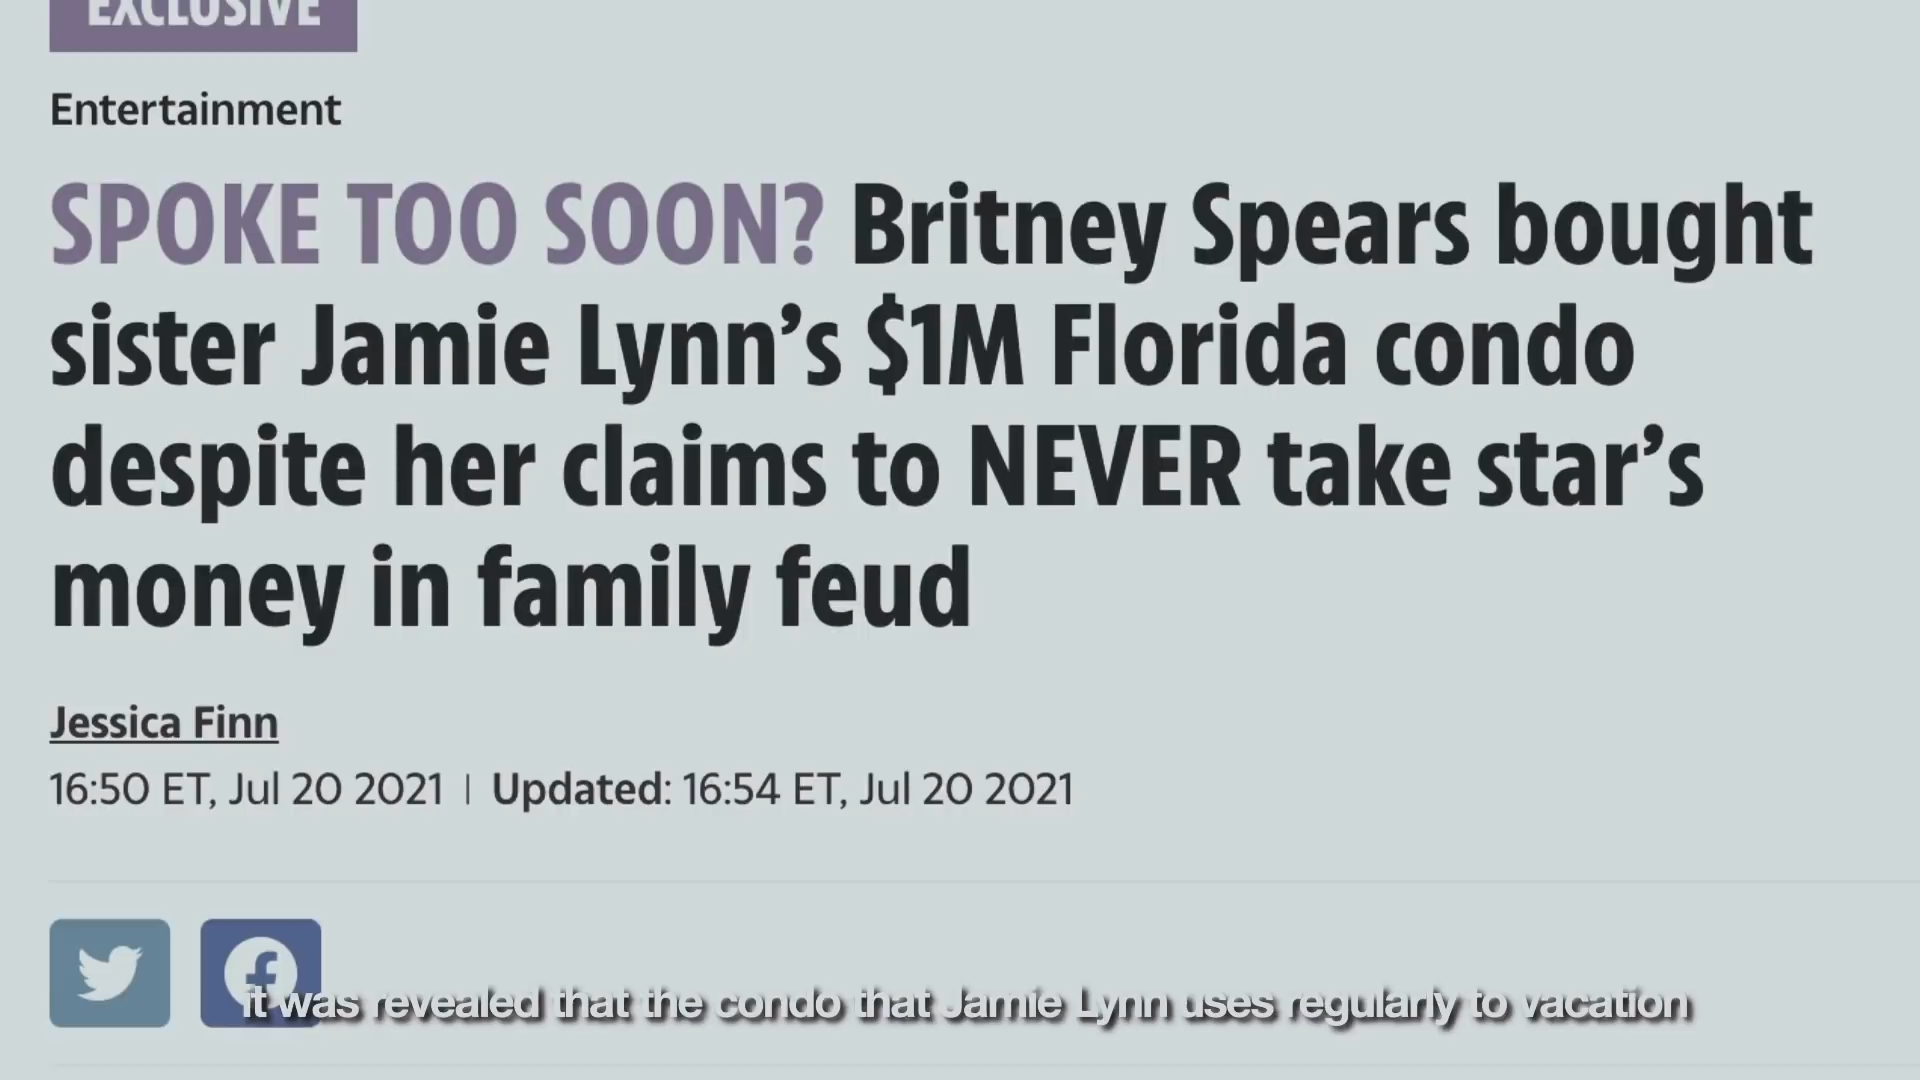 EXCLUSIVE
Entertainment
SPOKE TOO SOON? Britney Spears bought
sister Jamie Lynn’s $1M Florida condo
despite her claims to NEVER take star’s
money in family feud
Jessica Finn
16:50 ET, Jul 20 2021 | Updated: 16:54 ET, Jul 20 2021
it was revealed that the condo that Jamie Lynn uses regularly to vacation